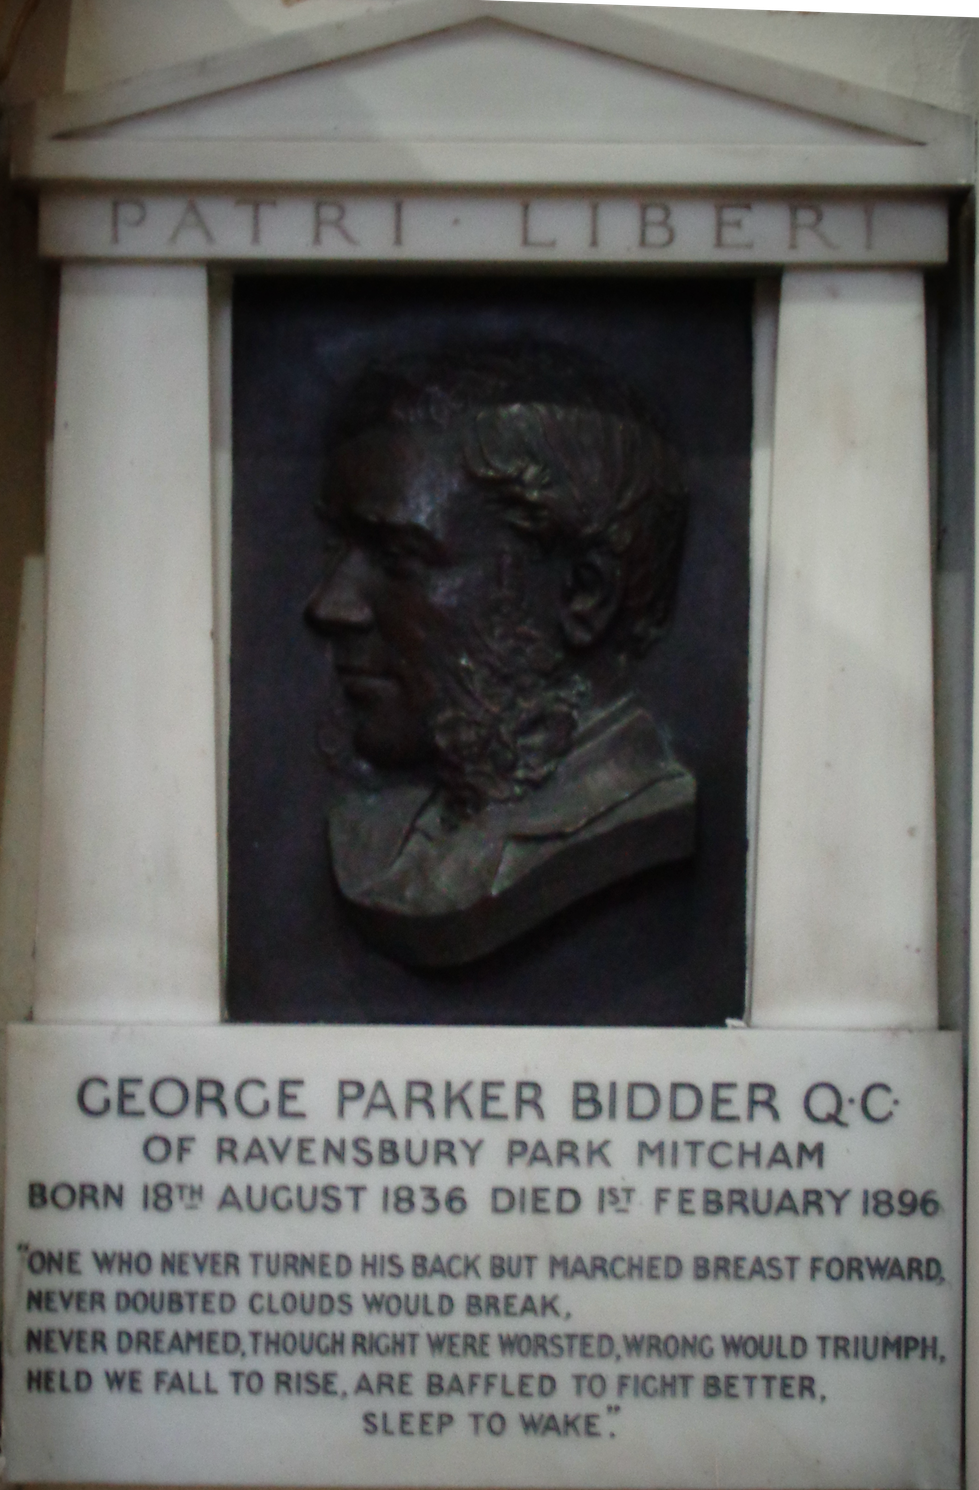 PATRI · LIBERI
GEORGE PARKER BIDDER Q·C·
OF RAVENSBURY PARK MITCHAM
BORN 18TH AUGUST 1836 DIED 1ST FEBRUARY 1896
"ONE WHO NEVER TURNED HIS BACK BUT MARCHED BREAST FORWARD,
NEVER DOUBTED CLOUDS WOULD BREAK,
NEVER DREAMED, THOUGH RIGHT WERE WORSTED, WRONG WOULD TRIUMPH,
HELD WE FALL TO RISE, ARE BAFFLED TO FIGHT BETTER,
SLEEP TO WAKE."